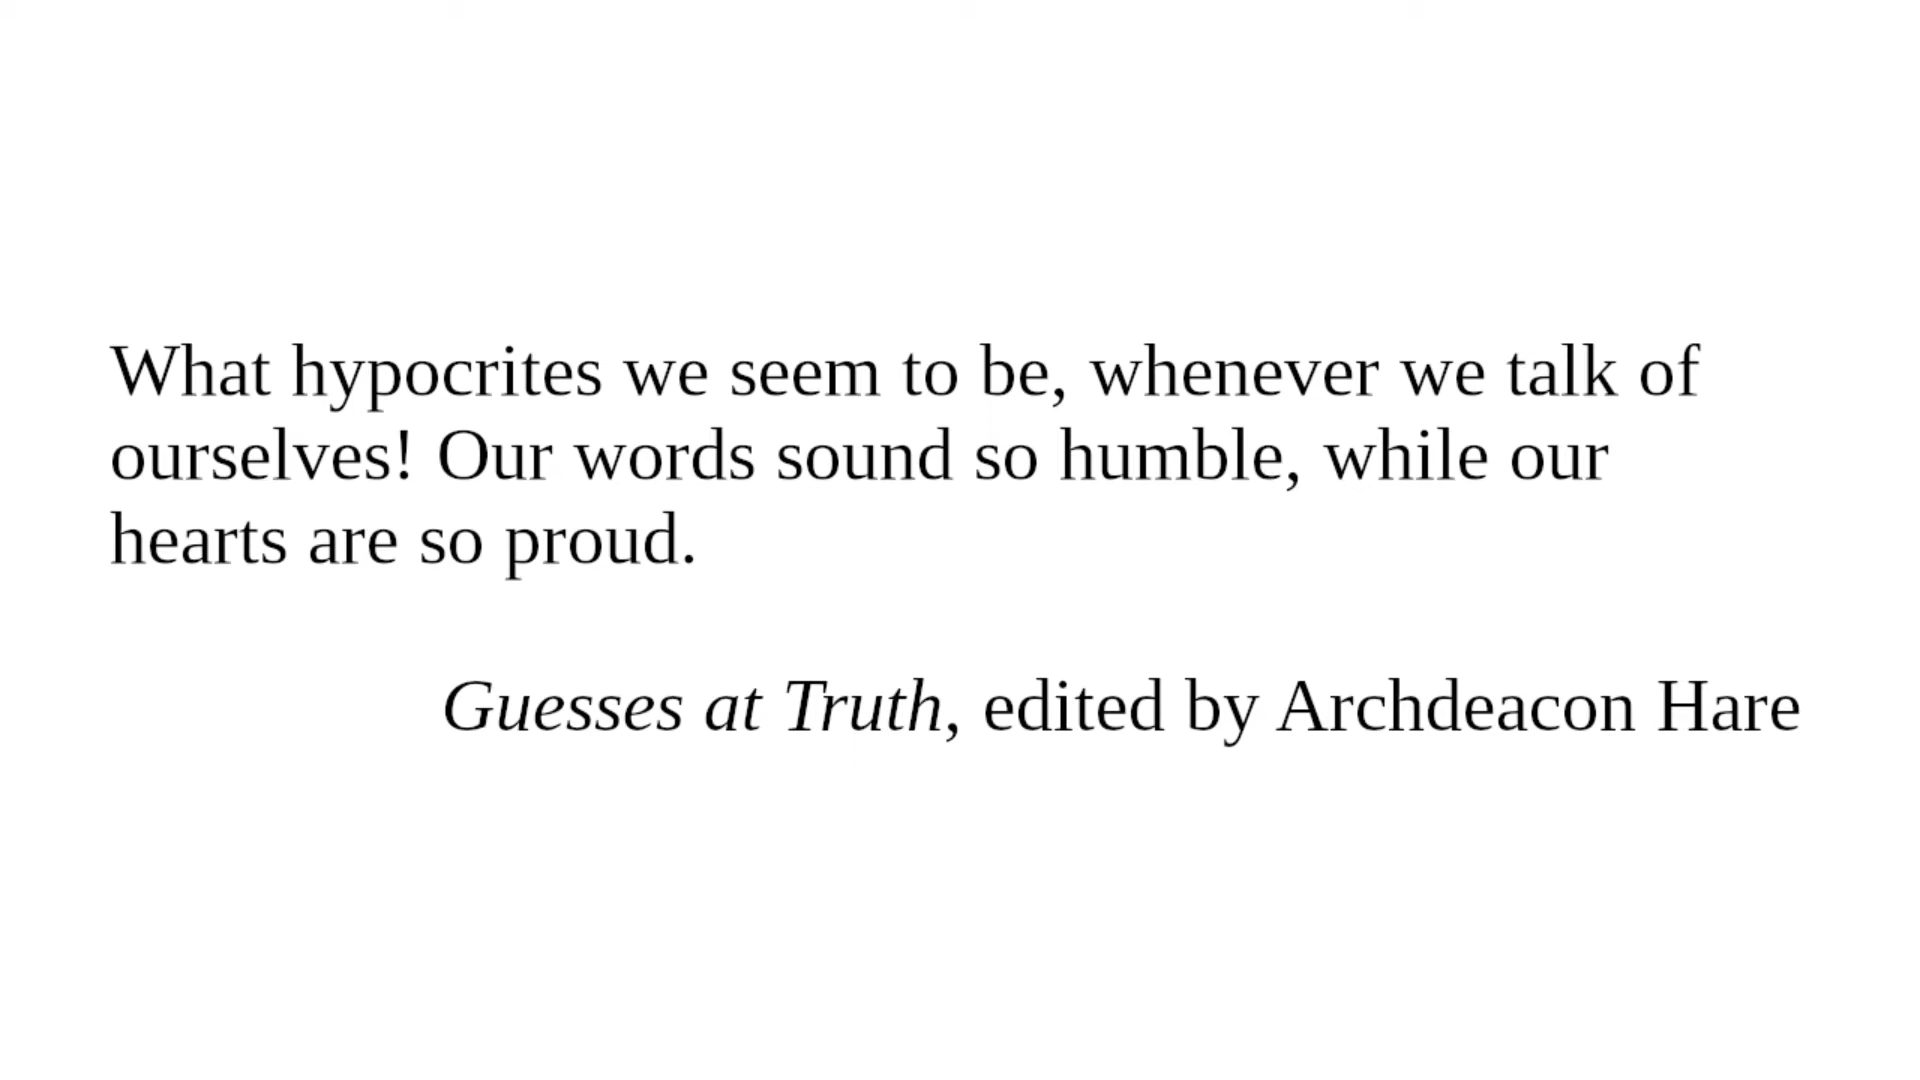 What hypocrites we seem to be, whenever we talk of
ourselves! Our words sound so humble, while our
hearts are so proud.
Guesses at Truth, edited by Archdeacon Hare